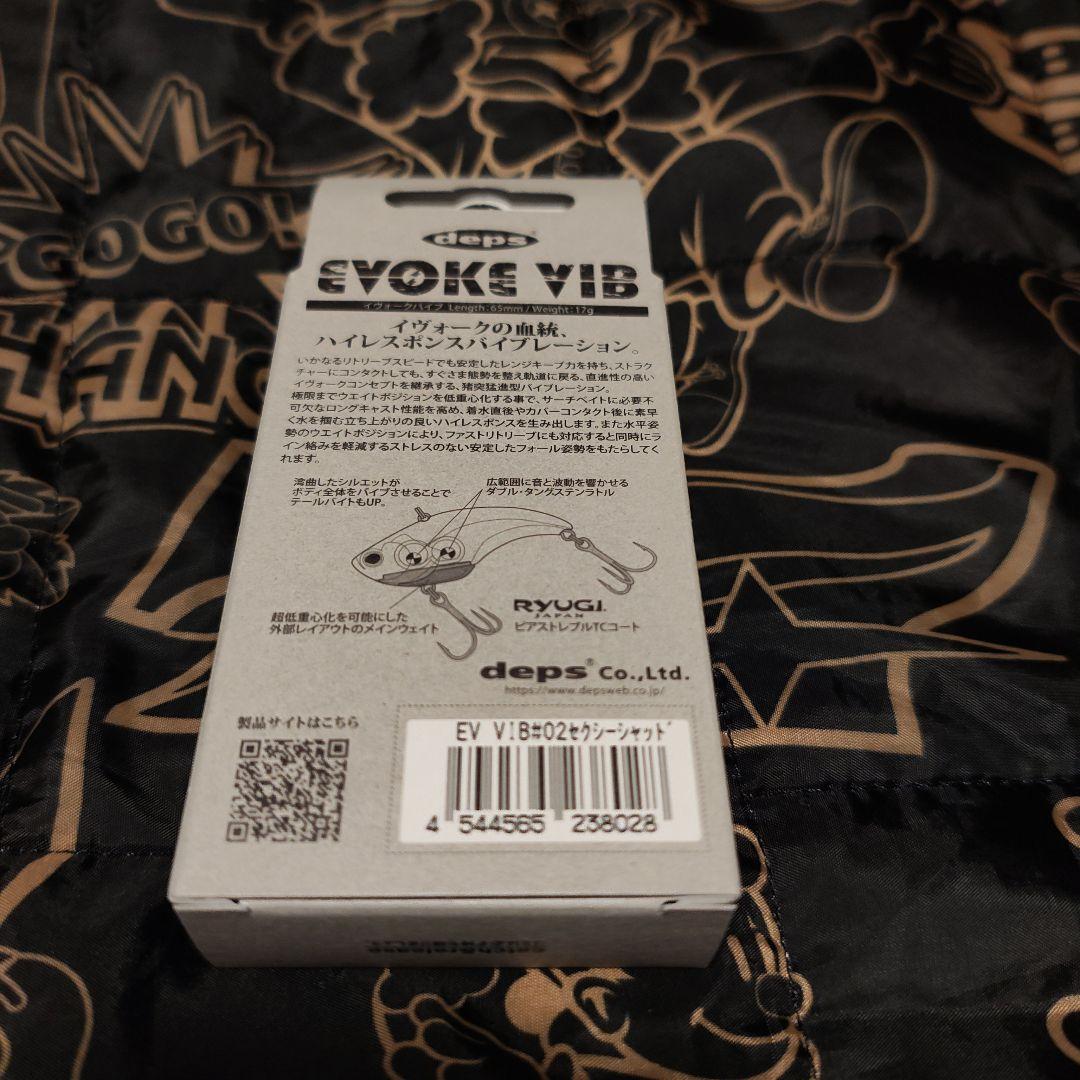 deps®
EVOKE VIB
イヴォークバイブ Length:65mm / Weight:17g
イヴォークの血統、
ハイレスポンスバイブレーション。
いかなるリトリーブスピードでも安定したレンジキープ力を持ち、ストラク
チャーにコンタクトしても、すぐさま態勢を整え軌道に戻る、直進性の高い
イヴォークコンセプトを継承する、猪突猛進型バイブレーション。
極限までウエイトポジションを低重心化する事で、サーチベイトに必要不
可欠なロングキャスト性能を高め、着水直後やカバーコンタクト後に素早
く水を掴む立ち上がりの良いハイレスポンスを生み出します。また水平姿
勢のウエイトポジションにより、ファストリトリーブにも対応すると同時にラ
イン絡みを軽減するストレスのない安定したフォール姿勢をもたらしてく
れます。
湾曲したシルエットが
ボディ全体をバイブさせることで
テールバイトもUP。
広範囲に音と波動を響かせる
ダブル・タングステンラトル
超低重心化を可能にした
外部レイアウトのメインウェイト
RYUGI
JAPAN
ピアストレブルTCコート
deps® Co.,Ltd.
https://www.depsweb.co.jp/
製品サイトはこちら
EV VIB#02セクシーシャッド
4 544565 238028
GOGO!